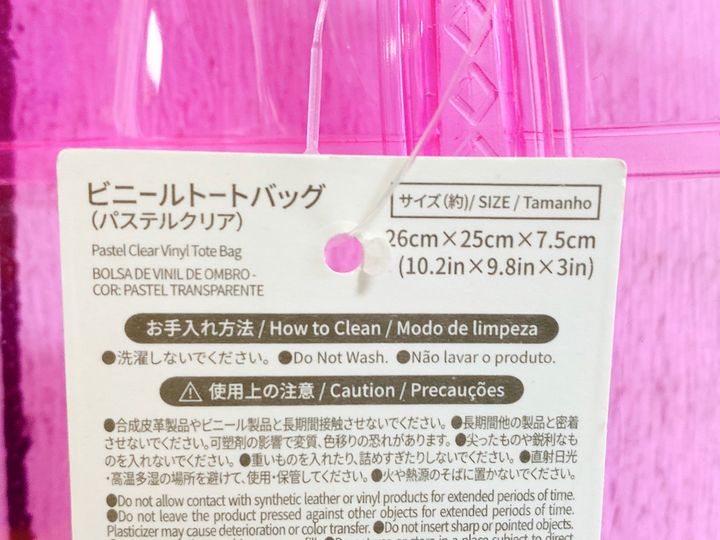 ビニールトートバッグ
(パステルクリア)
Pastel Clear Vinyl Tote Bag
BOLSA DE VINIL DE OMBRO -
COR: PASTEL TRANSPARENTE
サイズ(約)/ SIZE / Tamanho
26cm×25cm×7.5cm
(10.2in×9.8in×3in)
お手入れ方法 / How to Clean / Modo de limpeza
●洗濯しないでください。 ●Do Not Wash. ●Não lavar o produto.
⚠ 使用上の注意 / Caution / Precauções
●合成皮革製品やビニール製品と長期間接触させないでください。●長期間他の製品と密着
させないでください。可塑剤の影響で変質、色移りの恐れがあります。●尖ったものや鋭利なも
のを入れないでください。●重いものを入れたり、詰めすぎたりしないでください。●直射日光
・高温多湿の場所を避けて、使用・保管してください。●火や熱源のそばに置かないでください。
●Do not allow contact with synthetic leather or vinyl products for extended periods of time.
●Do not leave the product pressed against other objects for extended periods of time.
Plasticizer may cause deterioration or color transfer. ●Do not insert sharp or pointed objects.